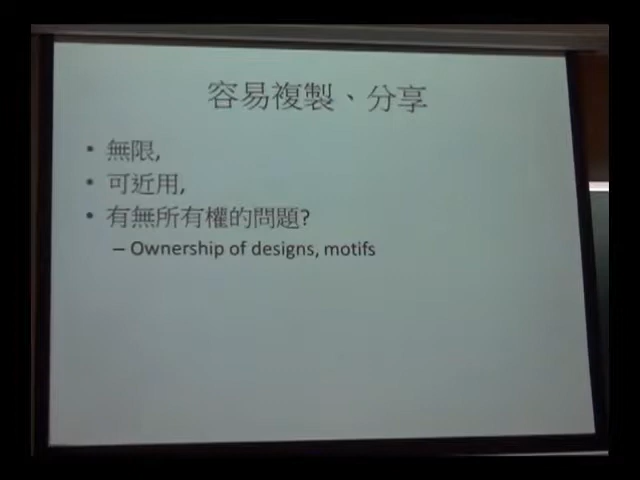 容易複製、分享
• 無限,
• 可近用,
• 有無所有權的問題?
– Ownership of designs, motifs